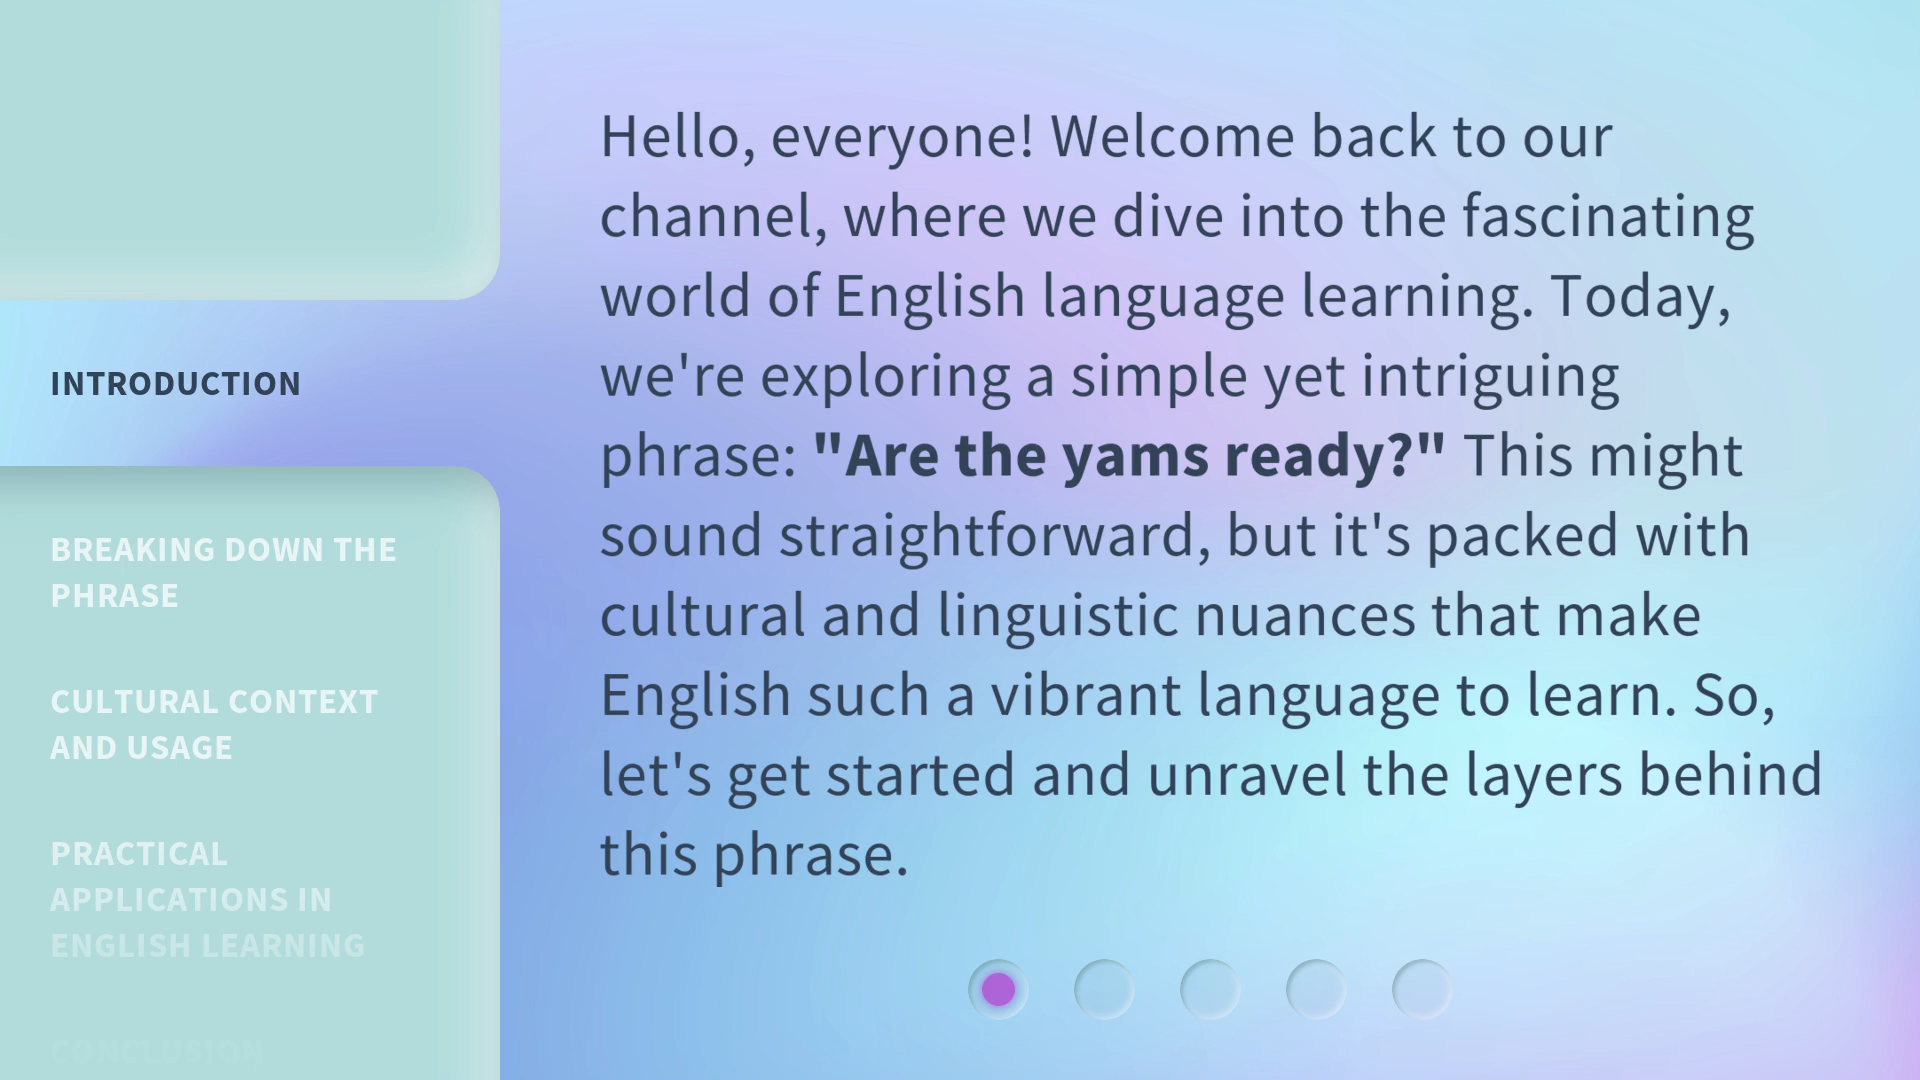 INTRODUCTION
BREAKING DOWN THE
PHRASE
CULTURAL CONTEXT
AND USAGE
PRACTICAL
APPLICATIONS IN
ENGLISH LEARNING
CONCLUSION
Hello, everyone! Welcome back to our
channel, where we dive into the fascinating
world of English language learning. Today,
we're exploring a simple yet intriguing
phrase: "Are the yams ready?" This might
sound straightforward, but it's packed with
cultural and linguistic nuances that make
English such a vibrant language to learn. So,
let's get started and unravel the layers behind
this phrase.